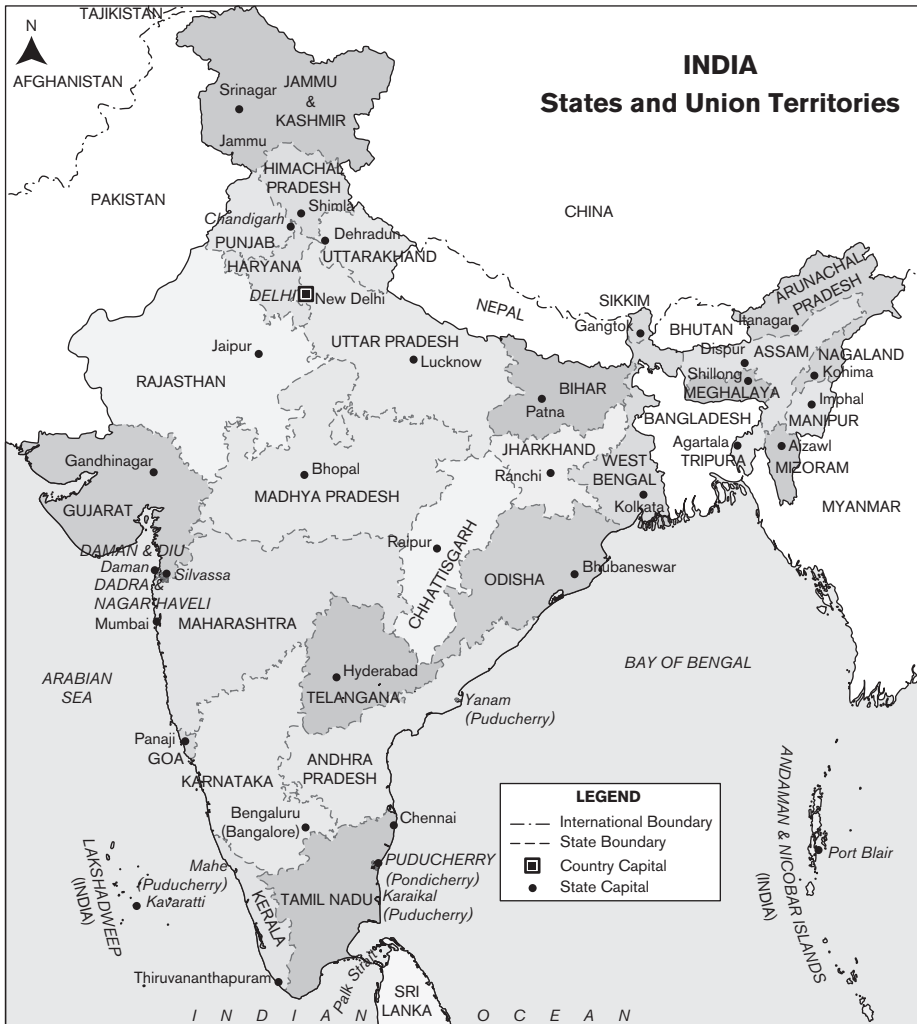 TAJIKISTAN
N
AFGHANISTAN
INDIA
States and Union Territories
JAMMU
&
KASHMIR
Srinagar
Jammu
PAKISTAN
HIMACHAL
PRADESH
Shimla
CHINA
Chandigarh
PUNJAB
Dehradun
UTTARAKHAND
HARYANA
DELHI
New Delhi
NEPAL
SIKKIM
Gangtok
BHUTAN
ARUNACHAL
PRADESH
Itanagar
Jaipur
RAJASTHAN
UTTAR PRADESH
Lucknow
Dispur
ASSAM
NAGALAND
Kohima
Shillong
MEGHALAYA
BIHAR
Patna
Imphal
MANIPUR
BANGLADESH
Agartala
TRIPURA
Aizawl
MIZORAM
JHARKHAND
Ranchi
WEST
BENGAL
Kolkata
MYANMAR
Gandhinagar
GUJARAT
Bhopal
MADHYA PRADESH
Raipur
CHHATTISGARH
ODISHA
Bhubaneswar
DAMAN & DIU
Daman
Silvassa
DADRA &
NAGAR HAVELI
Mumbai
MAHARASHTRA
ARABIAN
SEA
BAY OF BENGAL
Hyderabad
TELANGANA
Yanam
(Puducherry)
Panaji
GOA
KARNATAKA
ANDHRA
PRADESH
Bengaluru
(Bangalore)
Chennai
LEGEND
International Boundary
State Boundary
Country Capital
State Capital
ANDAMAN & NICOBAR ISLANDS
(INDIA)
Port Blair
LAKSHADWEEP
(INDIA)
Mahe
(Puducherry)
Kavaratti
KERALA
TAMIL NADU
PUDUCHERRY
(Pondicherry)
Karaikal
(Puducherry)
Thiruvananthapuram
Palk Strait
SRI
LANKA
INDIAN OCEAN